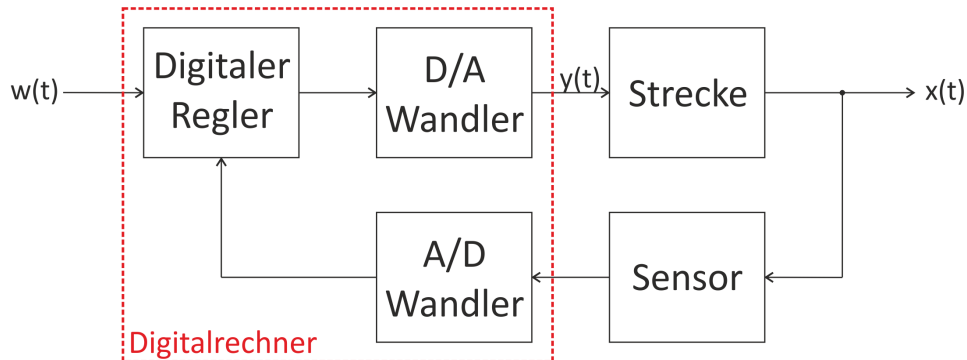 w(t)
Digitaler
Regler
D/A
Wandler
y(t)
Strecke
x(t)
A/D
Wandler
Sensor
Digitalrechner